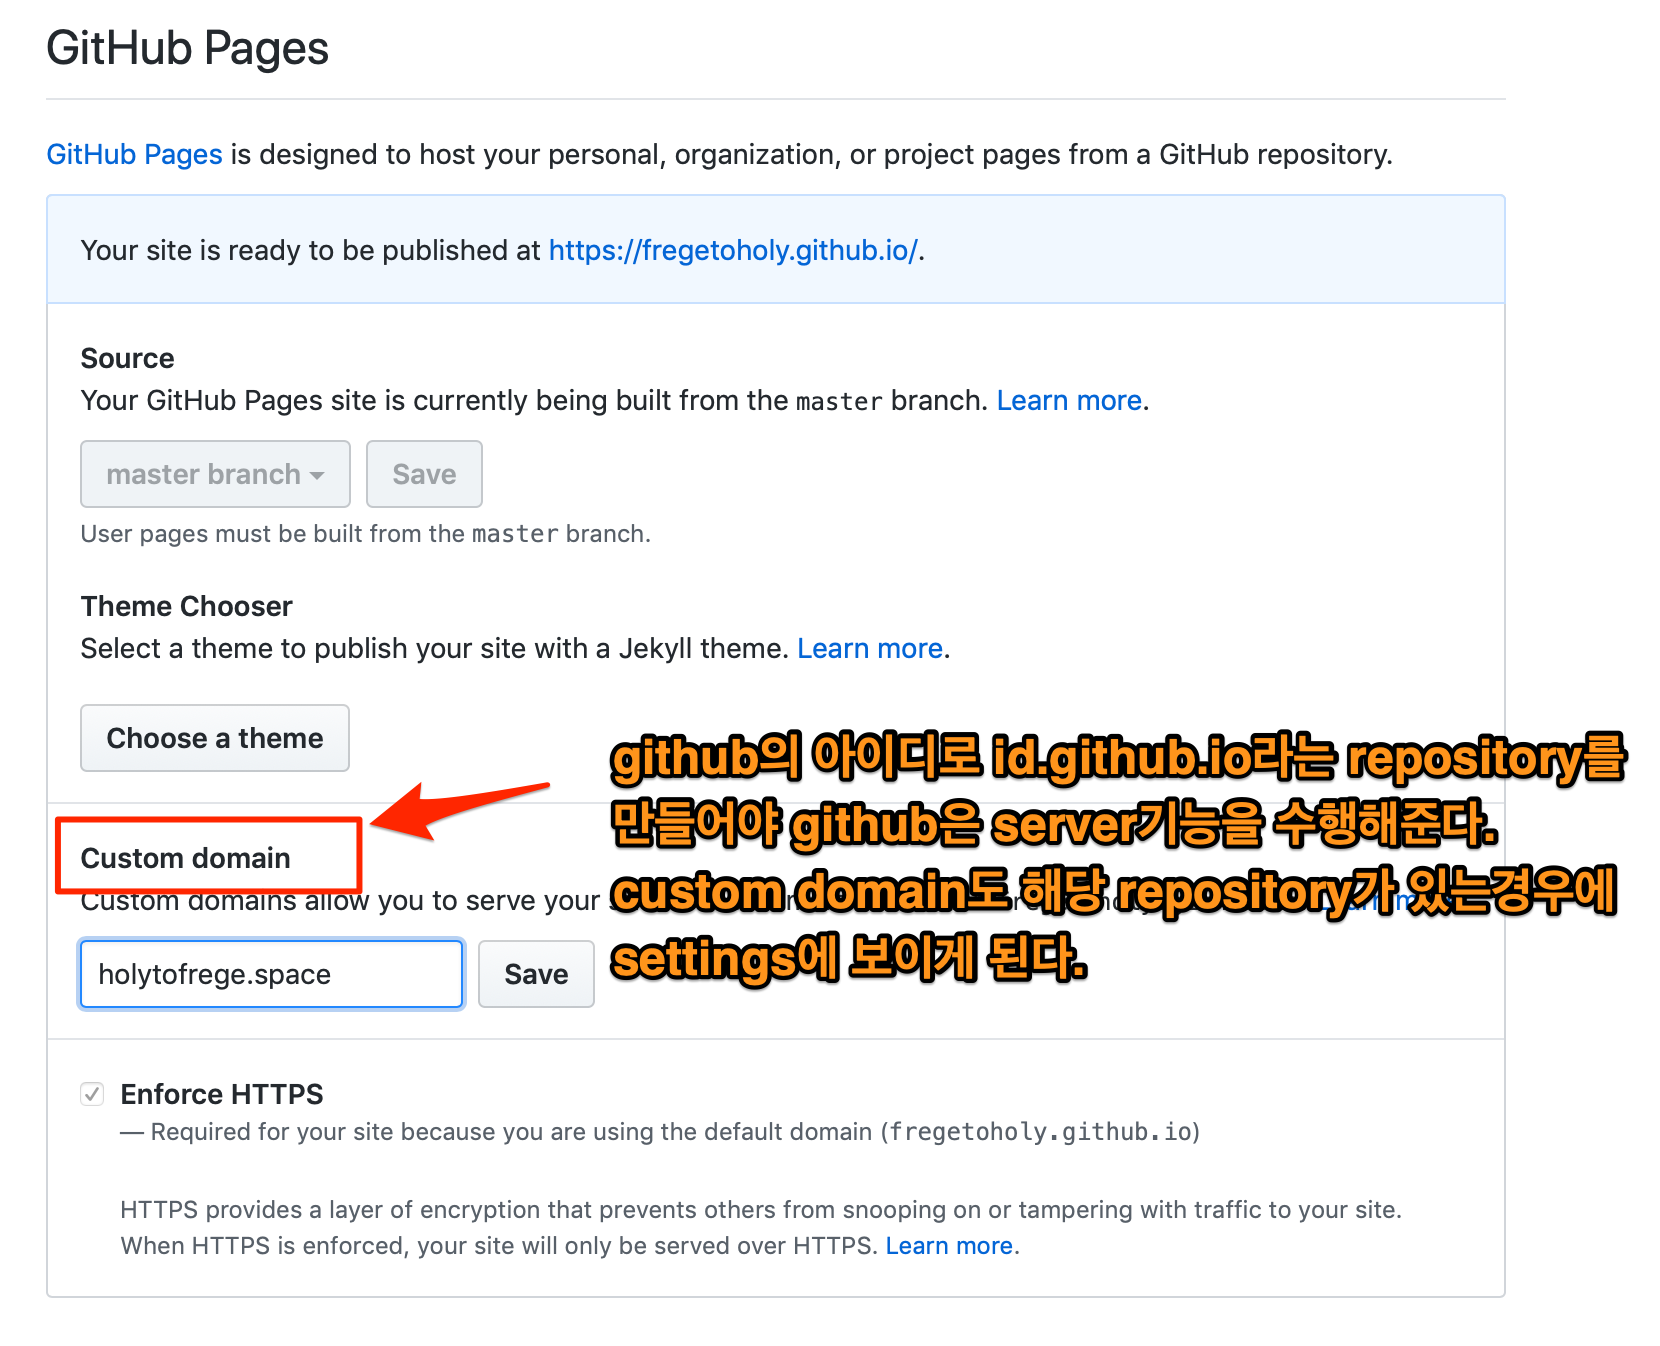 GitHub Pages
GitHub Pages is designed to host your personal, organization, or project pages from a GitHub repository.
Your site is ready to be published at https://fregetoholy.github.io/.
Source
Your GitHub Pages site is currently being built from the master branch. Learn more.
master branch
Save
User pages must be built from the master branch.
Theme Chooser
Select a theme to publish your site with a Jekyll theme. Learn more.
Choose a theme
github의 아이디로 id.github.io라는 repository를
만들어야 github은 server기능을 수행해준다.
custom domain도 해당 repository가 있는경우에
settings에 보이게 된다.
Custom domain
Custom domains allow you to serve your
holytofrege.space
Save
Enforce HTTPS
— Required for your site because you are using the default domain (fregetoholy.github.io)
HTTPS provides a layer of encryption that prevents others from snooping on or tampering with traffic to your site.
When HTTPS is enforced, your site will only be served over HTTPS. Learn more.